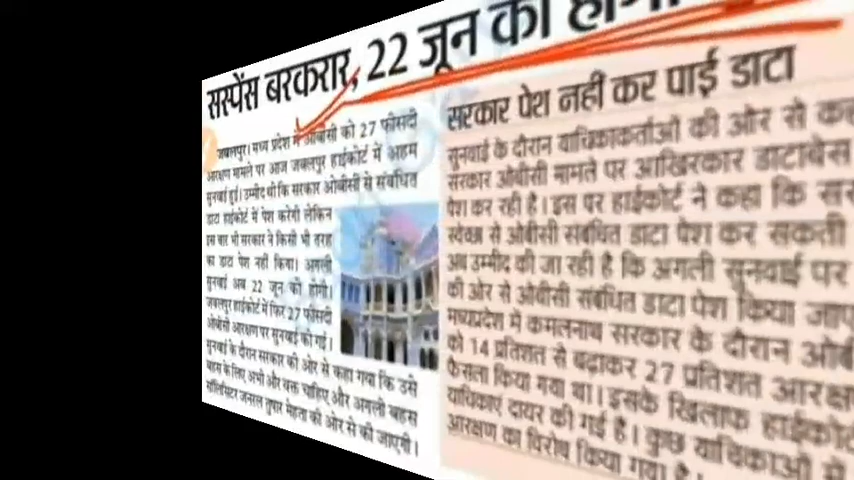 सस्पेंस बरकरार, 22 जून को
जबलपुर। मध्य प्रदेश में ओबीसी को 27 फीसदी
आरक्षण मामले पर आज जबलपुर हाईकोर्ट में अहम
सुनवाई हुई। उम्मीद थी कि सरकार ओबीसी से संबंधित
डाटा हाईकोर्ट में पेश करेगी लेकिन
इस बार भी सरकार ने किसी भी तरह
का डाटा पेश नहीं किया। अगली
सुनवाई अब 22 जून को होगी।
जबलपुर हाईकोर्ट में फिर 27 फीसदी
ओबीसी आरक्षण पर सुनवाई की गई।
सुनवाई के दौरान सरकार की ओर से कहा गया कि उसे
बहस के लिए अभी और वक्त चाहिए और अगली बहस
सॉलिसिटर जनरल तुषार मेहता की ओर से की जाएगी।
सरकार पेश नहीं कर पाई डाटा
सुनवाई के दौरान याचिकाकर्ताओं की ओर से
सरकार ओबीसी मामले पर आखिरकार डाटाबेस
पेश कर रही है। इस पर हाईकोर्ट ने कहा कि
से ओबीसी संबंधित डाटा पेश कर सकती
अब उम्मीद की जा रही है कि अगली सुनवाई पर
की ओर से ओबीसी संबंधित डाटा पेश किया
मध्यप्रदेश में कमलनाथ सरकार के दौरान
को 14 प्रतिशत से बढ़ाकर 27 प्रतिशत
फैसला किया गया था। इसके खिलाफ
याचिकाएं दायर की गई है। कुछ याचिकाओं में
आरक्षण का विरोध किया गया है।